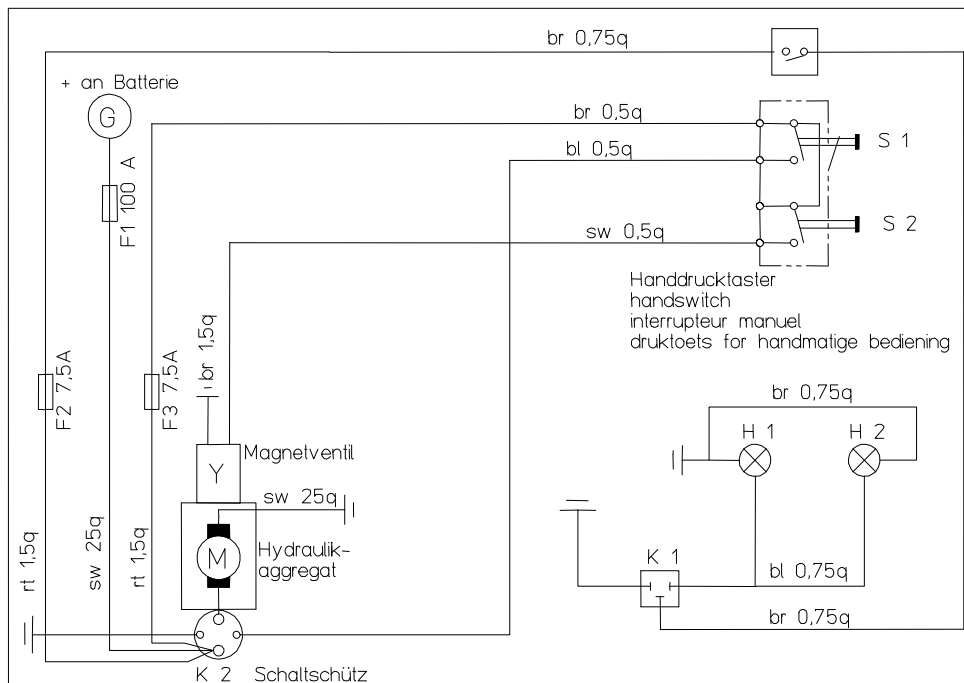 br 0,75q
+ an Batterie
G
br 0,5q
F1 100 A
bl 0,5q
S 1
sw 0,5q
S 2
Handdrucktaster
handswitch
interrupteur manuel
druktoets for handmatige bediening
br 1,5q
F2 7,5A
F3 7,5A
br 0,75q
H 1
H 2
Magnetventil
Y
sw 25q
M
Hydraulik-
aggregat
rt 1,5q
sw 25q
rt 1,5q
K 1
bl 0,75q
br 0,75q
K 2 Schaltschütz